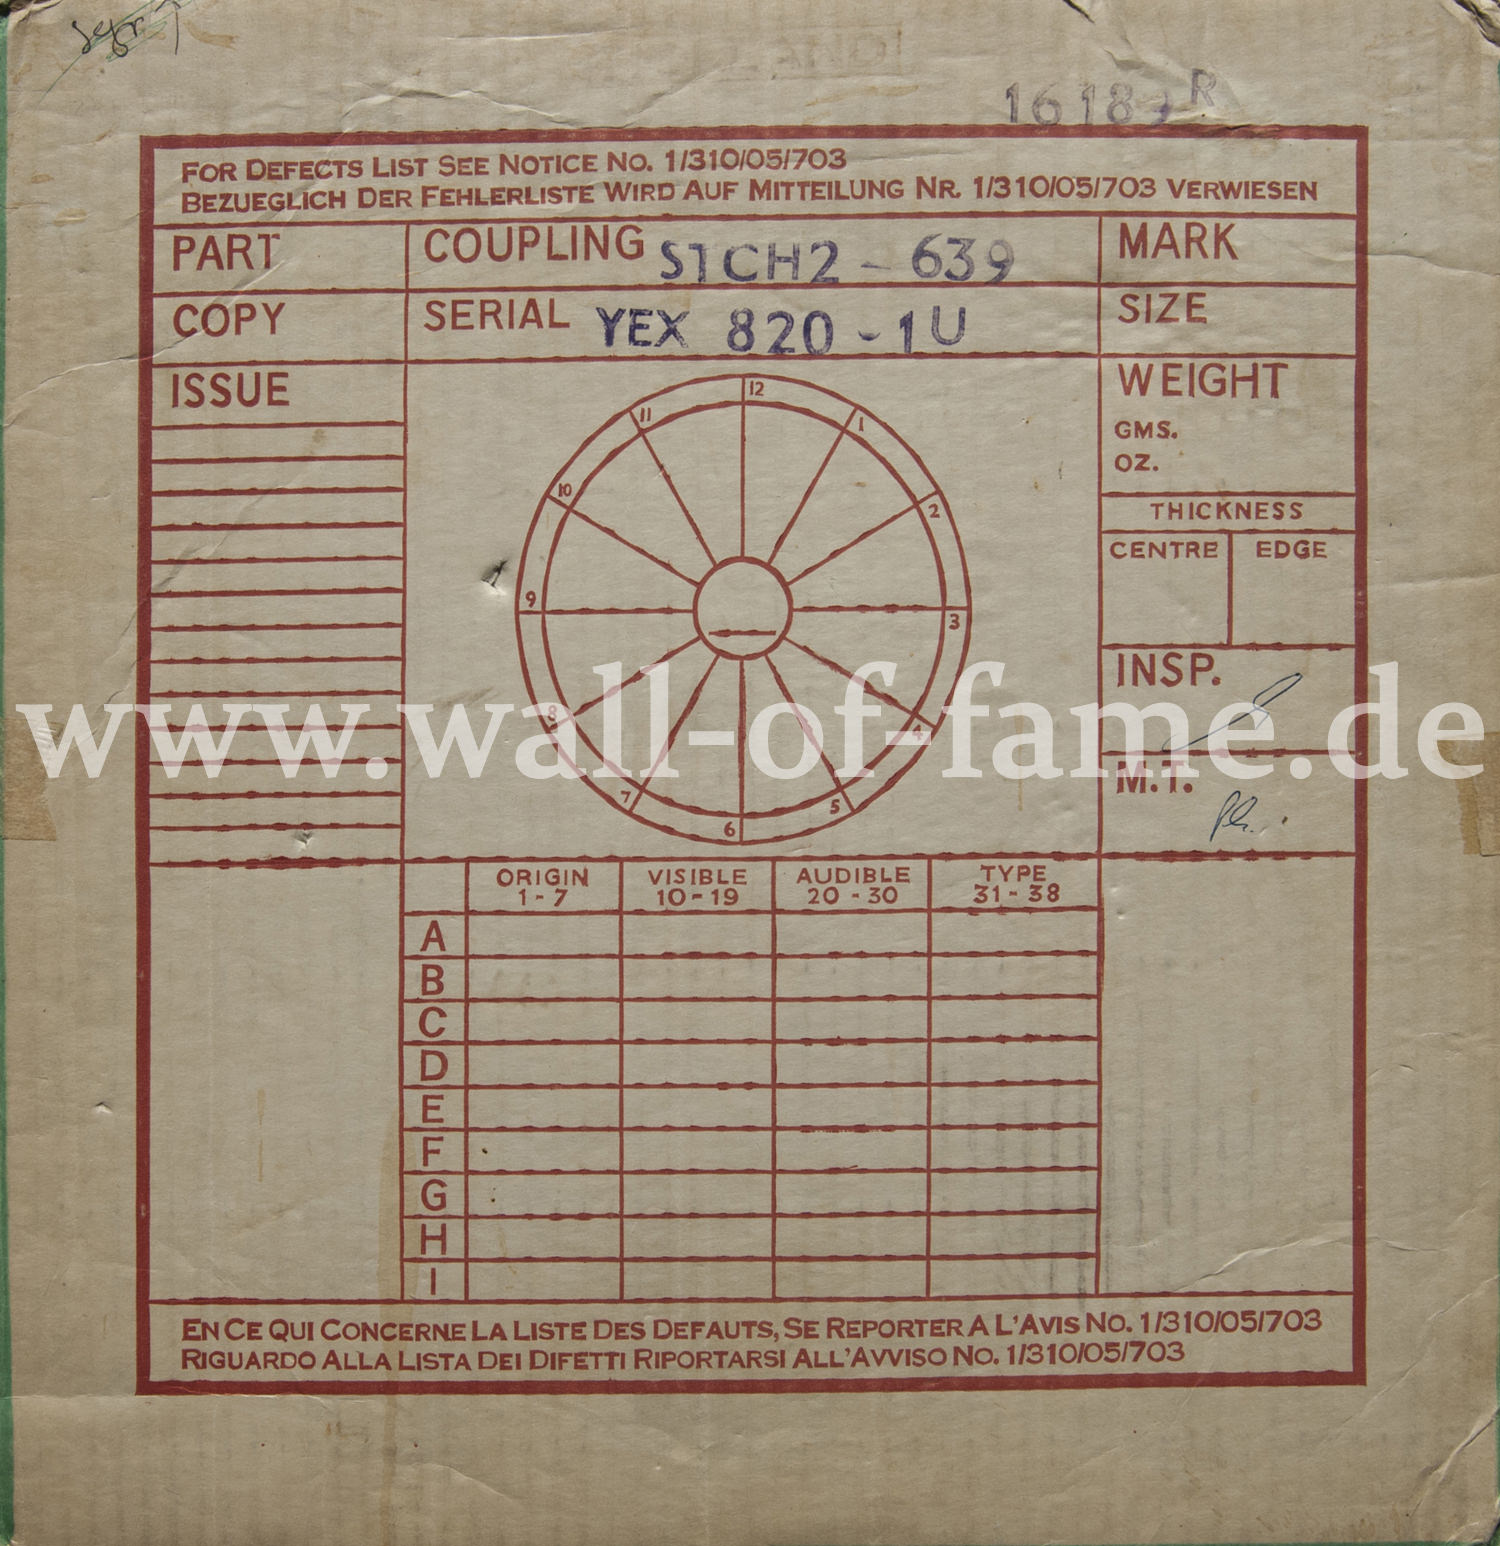 16189 R
FOR DEFECTS LIST SEE NOTICE NO. 1/310/05/703
BEZUEGLICH DER FEHLERLISTE WIRD AUF MITTEILUNG NR. 1/310/05/703 VERWIESEN
PART
COUPLING STCH2 - 639
MARK
COPY
SERIAL YEX 820 - 1U
SIZE
ISSUE
WEIGHT
GMS.
OZ.
THICKNESS
CENTRE EDGE
12
1
2
3
4
5
6
7
8
9
10
11
INSP.
www.wall-of-fame.de
M.T.
ORIGIN VISIBLE AUDIBLE TYPE
1 - 7 10 - 19 20 - 30 31 - 38
A
B
C
D
E
F
G
H
I
EN CE QUI CONCERNE LA LISTE DES DEFAUTS, SE REPORTER A L'AVIS NO. 1/310/05/703
RIGUARDO ALLA LISTA DEI DIFETTI RIPORTARSI ALL'AVVISO NO. 1/310/05/703